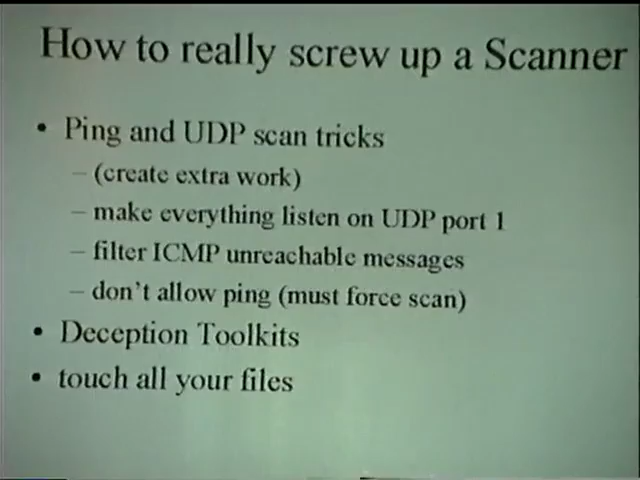 How to really screw up a Scanner
• Ping and UDP scan tricks
– (create extra work)
– make everything listen on UDP port 1
– filter ICMP unreachable messages
– don't allow ping (must force scan)
• Deception Toolkits
• touch all your files